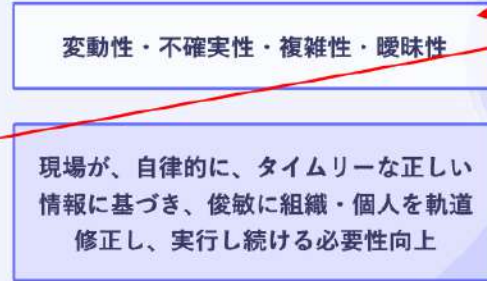 変動性・不確実性・複雑性・曖昧性
現場が、自律的に、タイムリーな正しい
情報に基づき、俊敏に組織・個人を軌道
修正し、実行し続ける必要性向上